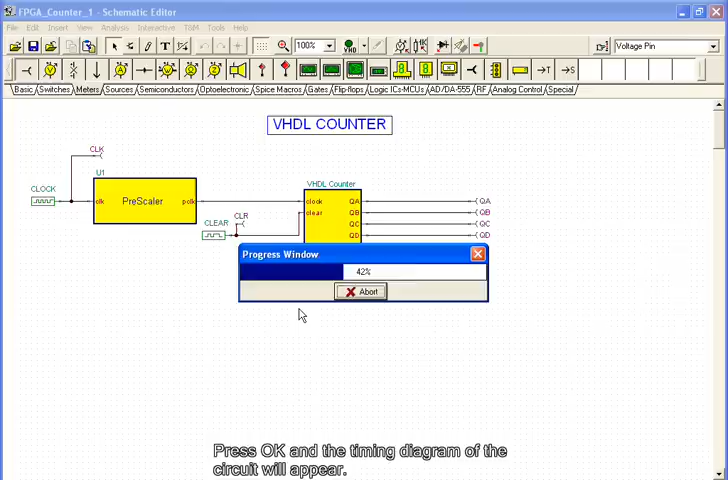 FPGA_Counter_1 - Schematic Editor
File Edit Insert View Analysis Interactive T&M Tools Help
100% VHD Voltage Pin
Basic Switches Meters Sources Semiconductors Optoelectronic Spice Macros Gates Flip-flops Logic ICs-MCUs AD/DA-555 RF Analog Control Special
VHDL COUNTER
CLK
U1
VHDL Counter
CLOCK
clk PreScaler pclk
clock QA QA
CLEAR CLR
clear QB QB
QC QC
QD QD
Progress Window
42%
Abort
Press OK and the timing diagram of the
circuit will appear.